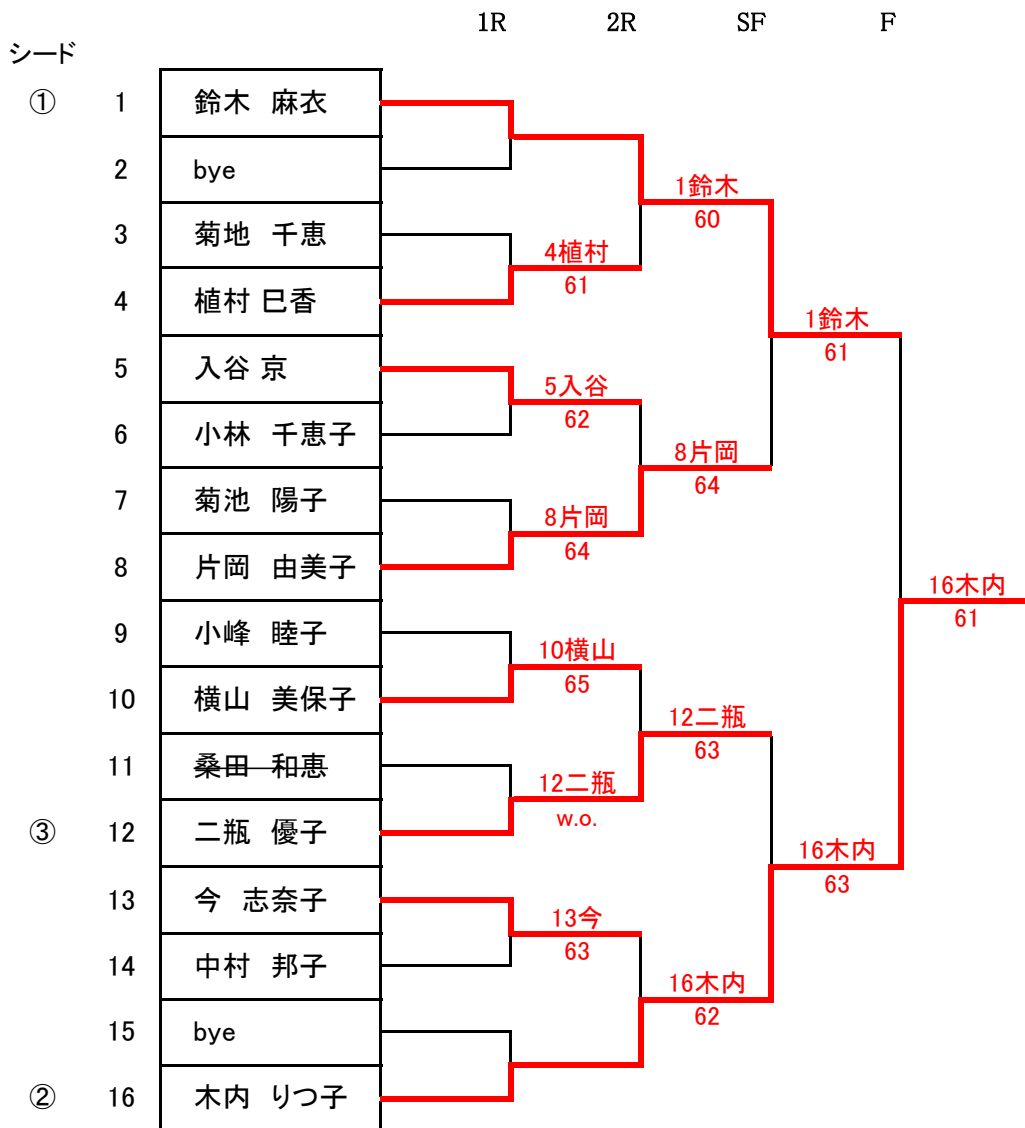 1R 2R SF F
シード
① 1 鈴木 麻衣
2 bye
1鈴木
60
3 菊地 千恵
4植村
61
4 植村 巳香
1鈴木
61
5 入谷 京
5入谷
62
6 小林 千恵子
8片岡
64
7 菊池 陽子
8片岡
64
8 片岡 由美子
16木内
61
9 小峰 睦子
10横山
65
10 横山 美保子
12二瓶
63
11 桑田 和恵
12二瓶
w.o.
③ 12 二瓶 優子
16木内
63
13 今 志奈子
13今
63
14 中村 邦子
16木内
62
15 bye
② 16 木内 りつ子